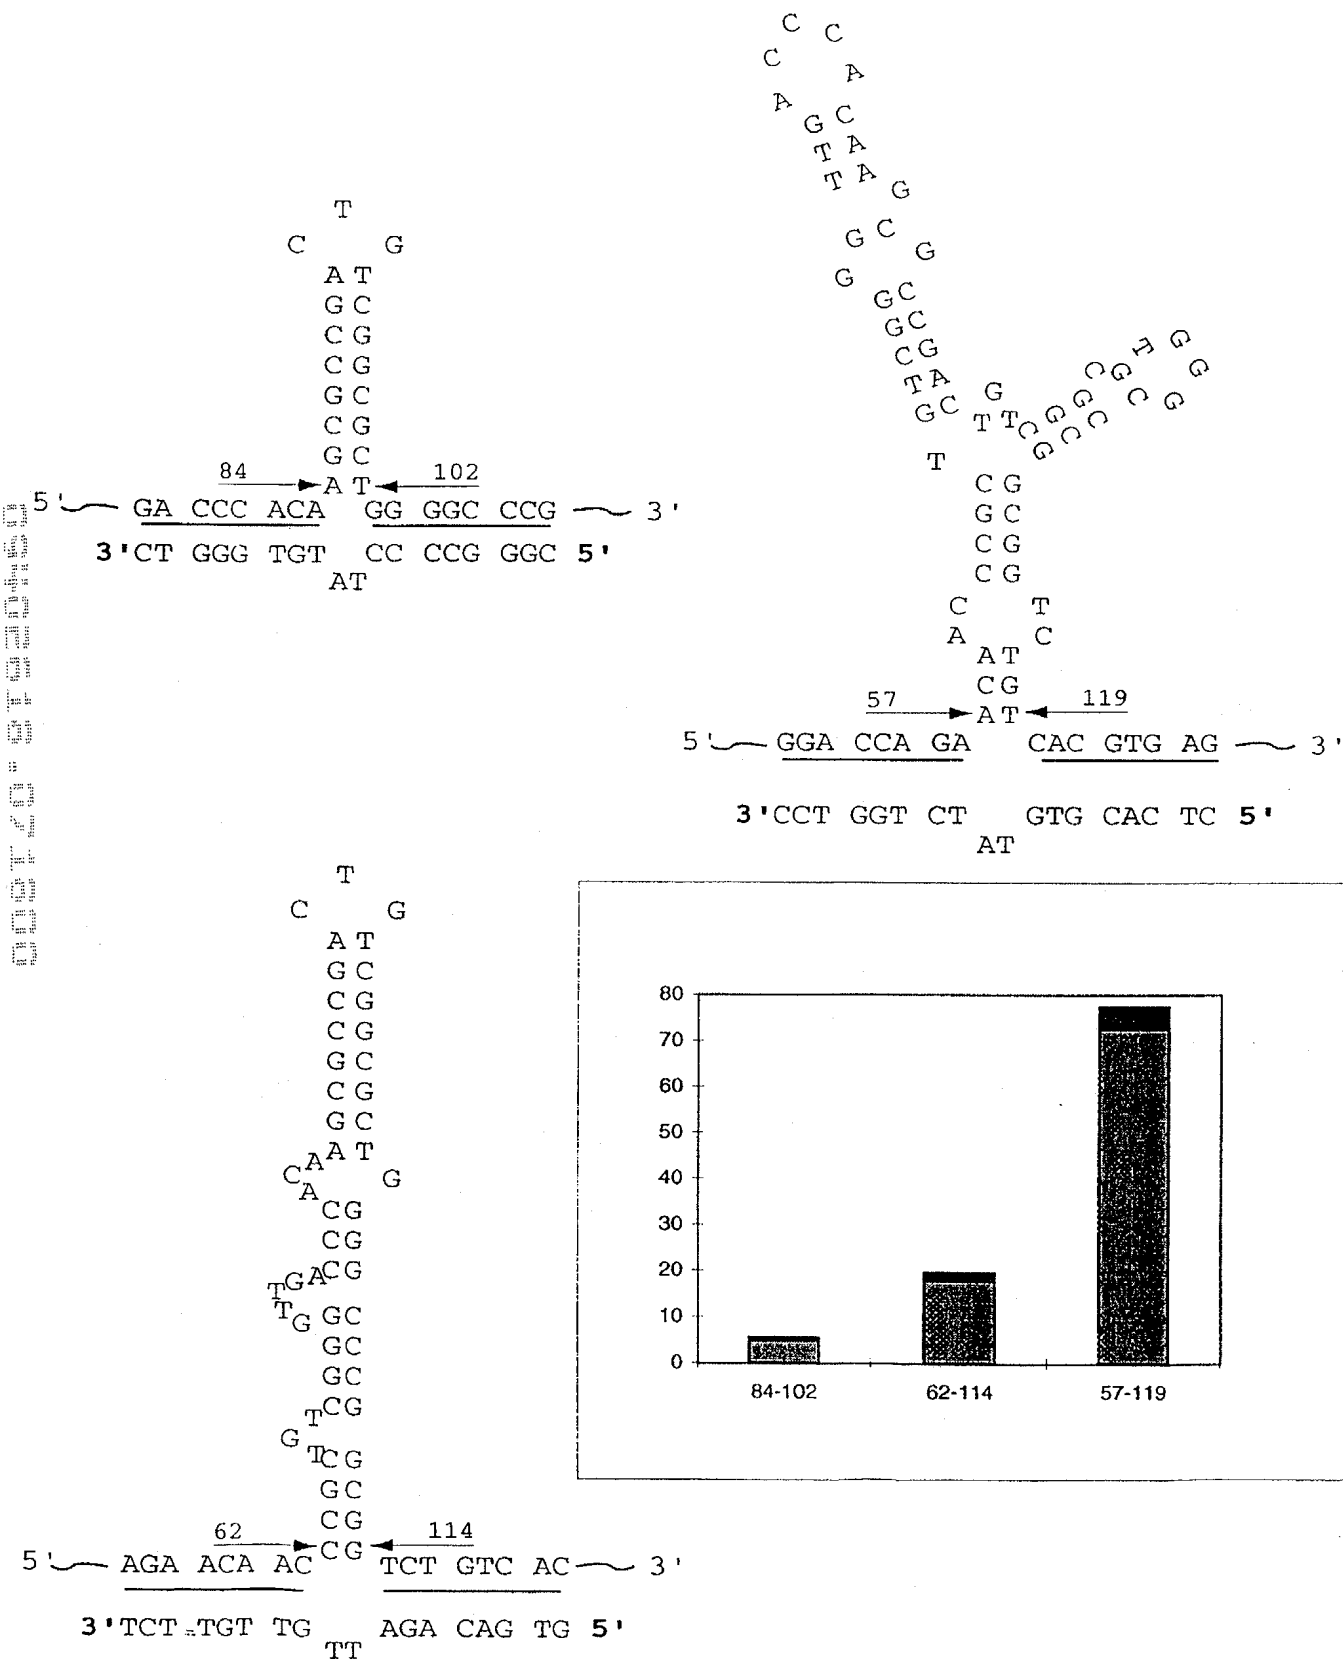 T
C G
A T
G C
C G
C G
G C
C G
G C
84 102
A T
5' GA CCC ACA GG GGC CCG 3'
3'CT GGG TGT CC CCG GGC 5'
AT
C C
C A
A C
G A
T A
T G
G C G
G
G C
G C
C G
T A
G C
T
G
T T
C G G C T G G
G C C G C G
C G
G C
C G
C G
C T
A C
A T
C G
57 119
A T
5' GGA CCA GA CAC GTG AG 3'
3'CCT GGT CT GTG CAC TC 5'
AT
T
C G
A T
G C
C G
C G
G C
C G
G C
A A T
C G
A
C G
C G
T G A C G
T G G C
G C
G C
T C G
G
T C G
G C
C G
62 114
C G
5' AGA ACA AC TCT GTC AC 3'
3'TCT TGT TG AGA CAG TG 5'
TT
80
70
60
50
40
30
20
10
0
84-102 62-114 57-119